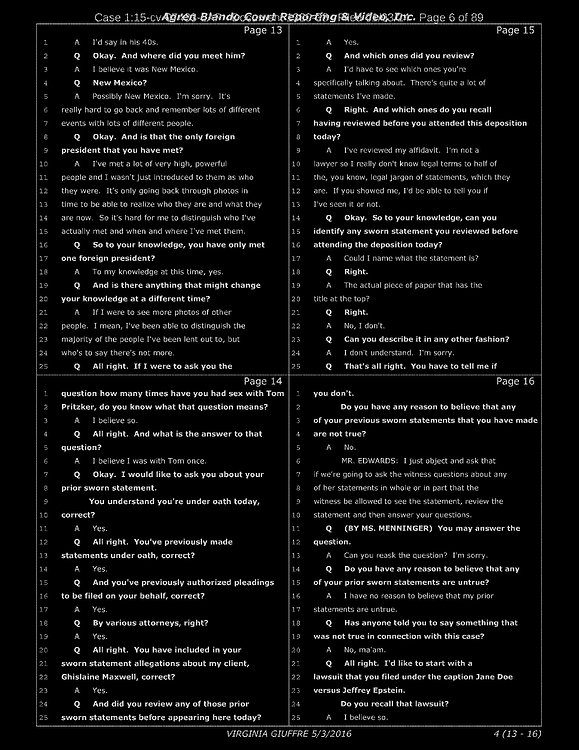 Case 1:15-cv
Agren Blando Court Reporting & Video, Inc.
Page 6 of 89
Page 13
1 A I'd say in his 40s.
2 Q Okay. And where did you meet him?
3 A I believe it was New Mexico.
4 Q New Mexico?
5 A Possibly New Mexico. I'm sorry. It's
6 really hard to go back and remember lots of different
7 events with lots of different people.
8 Q Okay. And is that the only foreign
9 president that you have met?
10 A I've met a lot of very high, powerful
11 people and I wasn't just introduced to them as who
12 they were. It's only going back through photos in
13 time to be able to realize who they are and what they
14 are now. So it's hard for me to distinguish who I've
15 actually met and when and where I've met them.
16 Q So to your knowledge, you have only met
17 one foreign president?
18 A To my knowledge at this time, yes.
19 Q And is there anything that might change
20 your knowledge at a different time?
21 A If I were to see more photos of other
22 people. I mean, I've been able to distinguish the
23 majority of the people I've been lent out to, but
24 who's to say there's not more.
25 Q All right. If I were to ask you the
Page 14
1 question how many times have you had sex with Tom
2 Pritzker, do you know what that question means?
3 A I believe so.
4 Q All right. And what is the answer to that
5 question?
6 A I believe I was with Tom once.
7 Q Okay. I would like to ask you about your
8 prior sworn statement.
9 You understand you're under oath today,
10 correct?
11 A Yes.
12 Q All right. You've previously made
13 statements under oath, correct?
14 A Yes.
15 Q And you've previously authorized pleadings
16 to be filed on your behalf, correct?
17 A Yes.
18 Q By various attorneys, right?
19 A Yes.
20 Q All right. You have included in your
21 sworn statement allegations about my client,
22 Ghislaine Maxwell, correct?
23 A Yes.
24 Q And did you review any of those prior
25 sworn statements before appearing here today?
Page 15
1 A Yes.
2 Q And which ones did you review?
3 A I'd have to see which ones you're
4 specifically talking about. There's quite a lot of
5 statements I've made.
6 Q Right. And which ones do you recall
7 having reviewed before you attended this deposition
8 today?
9 A I've reviewed my affidavit. I'm not a
10 lawyer so I really don't know legal terms to half of
11 the, you know, legal jargon of statements, which they
12 are. If you showed me, I'd be able to tell you if
13 I've seen it or not.
14 Q Okay. So to your knowledge, can you
15 identify any sworn statement you reviewed before
16 attending the deposition today?
17 A Could I name what the statement is?
18 Q Right.
19 A The actual piece of paper that has the
20 title at the top?
21 Q Right.
22 A No, I don't.
23 Q Can you describe it in any other fashion?
24 A I don't understand. I'm sorry.
25 Q That's all right. You have to tell me if
Page 16
1 you don't.
2 Do you have any reason to believe that any
3 of your previous sworn statements that you have made
4 are not true?
5 A No.
6 MR. EDWARDS: I just object and ask that
7 if we're going to ask the witness questions about any
8 of her statements in whole or in part that the
9 witness be allowed to see the statement, review the
10 statement and then answer your questions.
11 Q (BY MS. MENNINGER) You may answer the
12 question.
13 A Can you reask the question? I'm sorry.
14 Q Do you have any reason to believe that any
15 of your prior sworn statements are untrue?
16 A I have no reason to believe that my prior
17 statements are untrue.
18 Q Has anyone told you to say something that
19 was not true in connection with this case?
20 A No, ma'am.
21 Q All right. I'd like to start with a
22 lawsuit that you filed under the caption Jane Doe
23 versus Jeffrey Epstein.
24 Do you recall that lawsuit?
25 A I believe so.
VIRGINIA GIUFFRE 5/3/2016
4 (13 - 16)